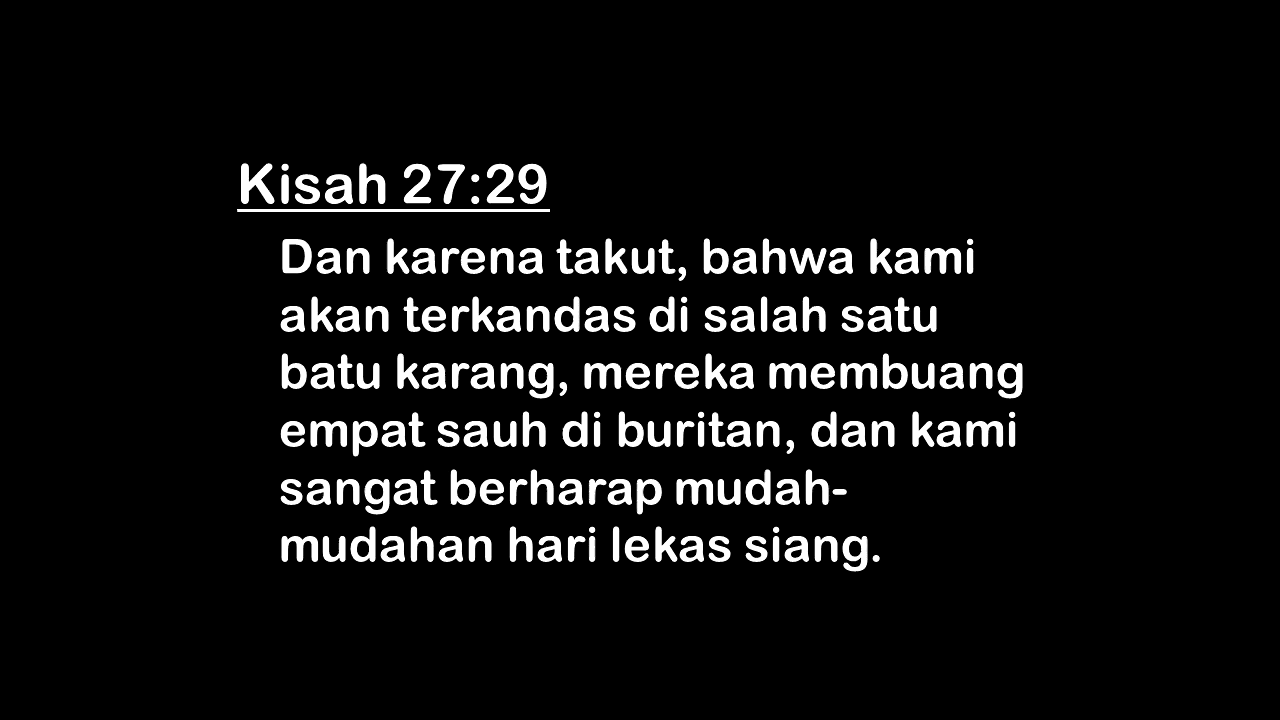 Kisah 27:29
Dan karena takut, bahwa kami
akan terkandas di salah satu
batu karang, mereka membuang
empat sauh di buritan, dan kami
sangat berharap mudah-
mudahan hari lekas siang.